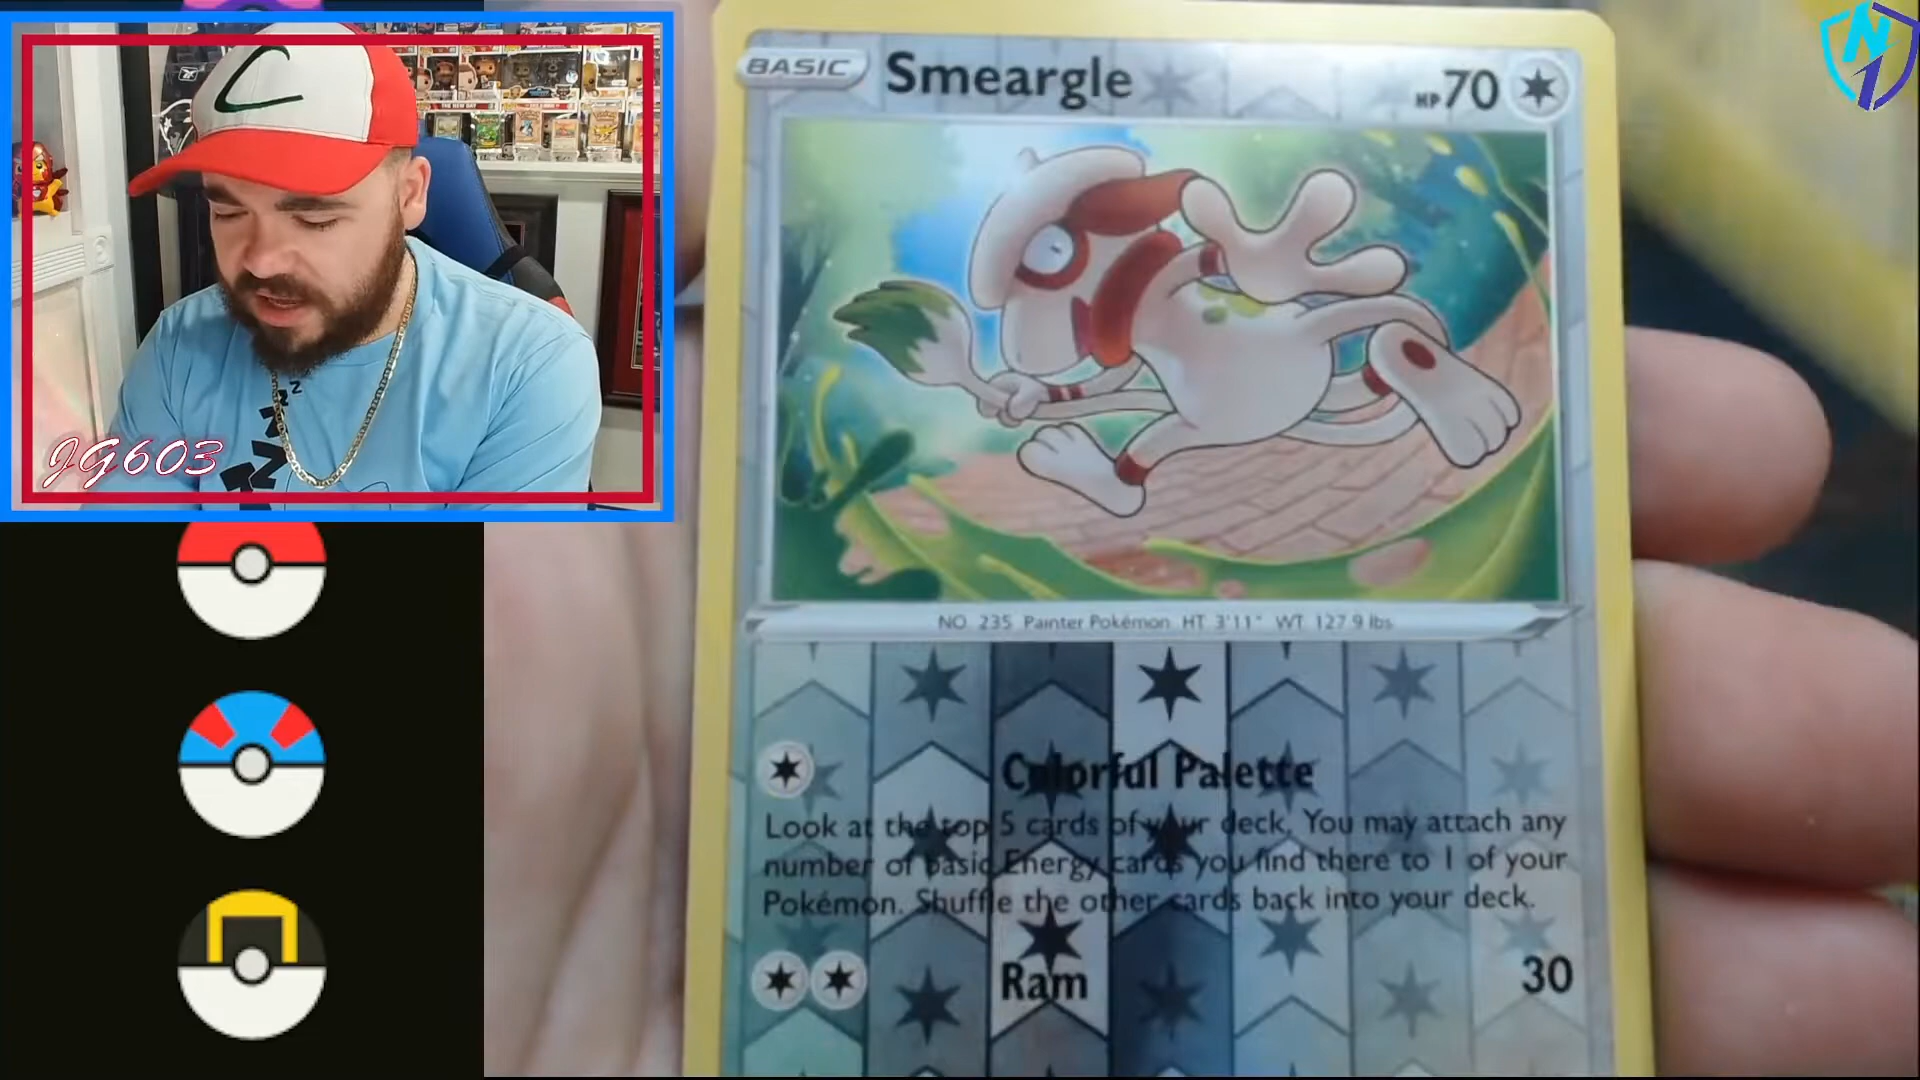 BASIC
Smeargle
HP 70
JG603
NO. 235 Painter Pokémon HT 3'11" WT 127.9 lbs
Colorful Palette
Look at the top 5 cards of your deck. You may attach any
number of basic Energy cards you find there to 1 of your
Pokémon. Shuffle the other cards back into your deck.
Ram 30